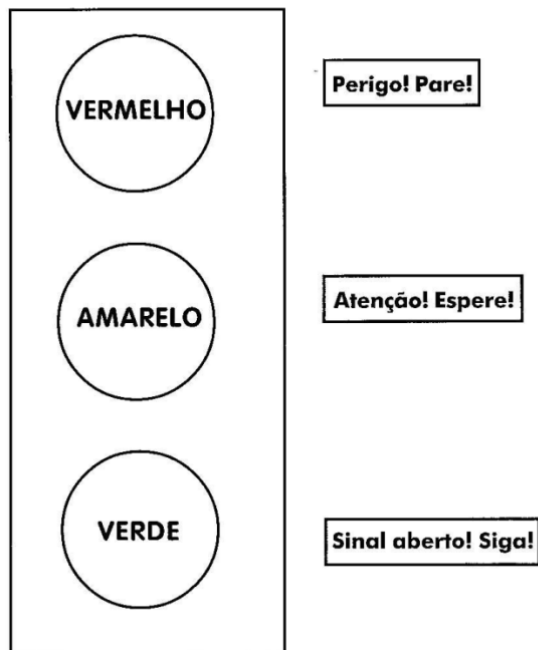 VERMELHO
Perigo! Pare!
AMARELO
Atenção! Espere!
VERDE
Sinal aberto! Siga!